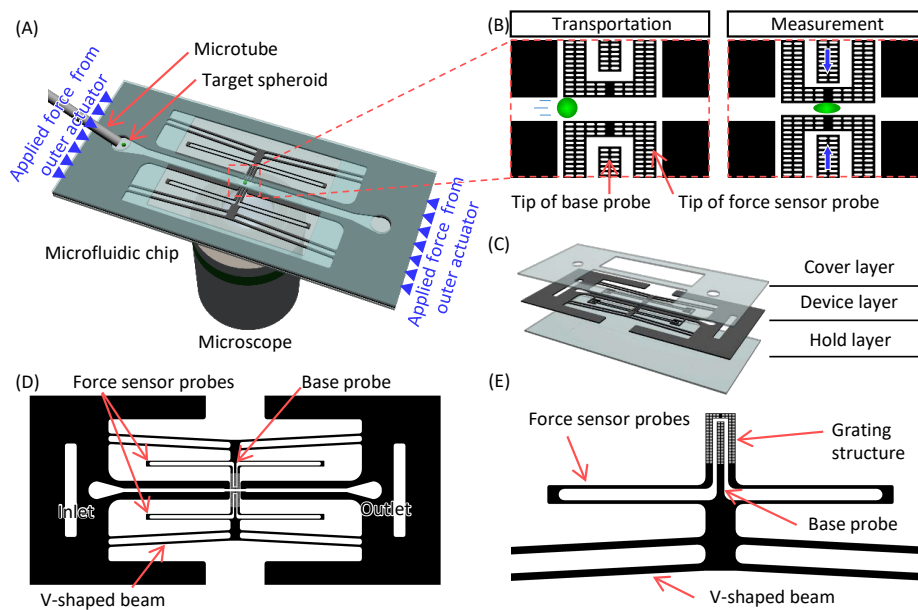 (A)
Microtube
Target spheroid
Applied force from
outer actuator
Microfluidic chip
Microscope
Applied force from
outer actuator
(B)
Transportation
Measurement
Tip of base probe
Tip of force sensor probe
(C)
Cover layer
Device layer
Hold layer
(D)
Force sensor probes
Base probe
Inlet
Outlet
V-shaped beam
(E)
Force sensor probes
Grating
structure
Base probe
V-shaped beam